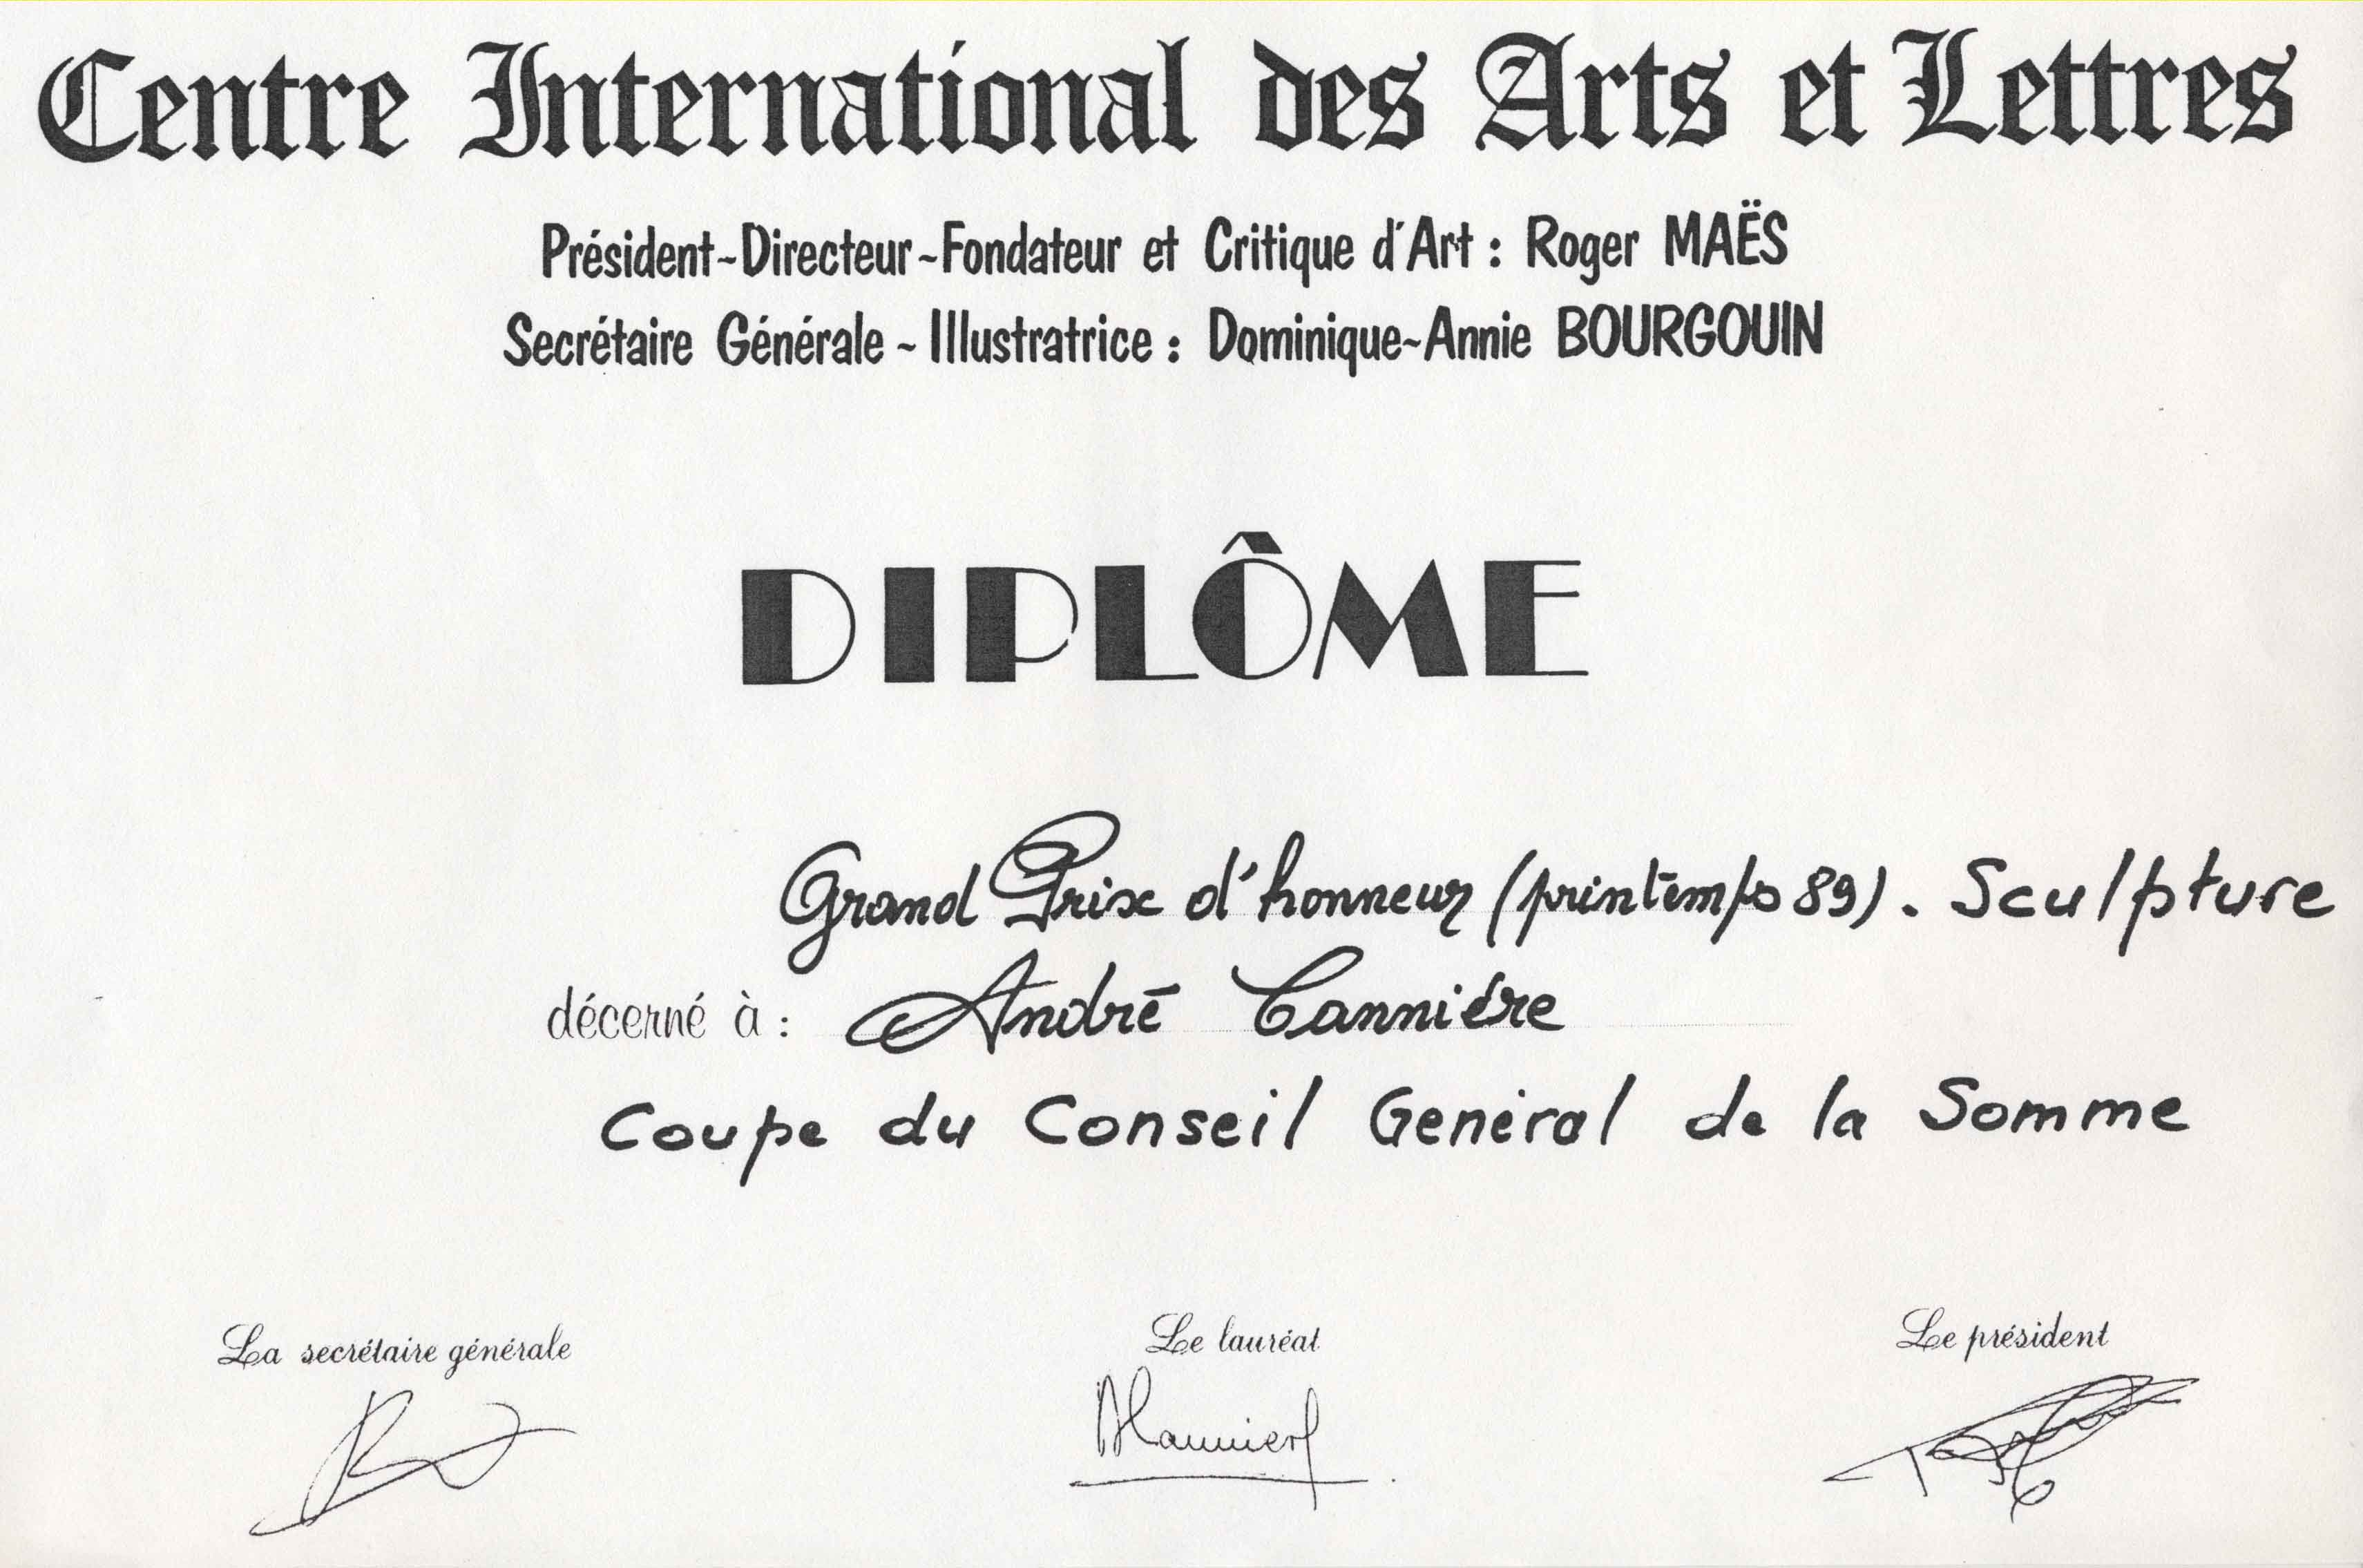 Centre International des Arts et Lettres
Président-Directeur-Fondateur et Critique d'Art : Roger MAËS
Secrétaire Générale - Illustratrice : Dominique-Annie BOURGOUIN
DIPLÔME
Grand Prix d'honneur (printemps 89). Sculpture
décerné à : André Cannière
Coupe du Conseil Général de la Somme
La secrétaire générale
Le lauréat
Le président